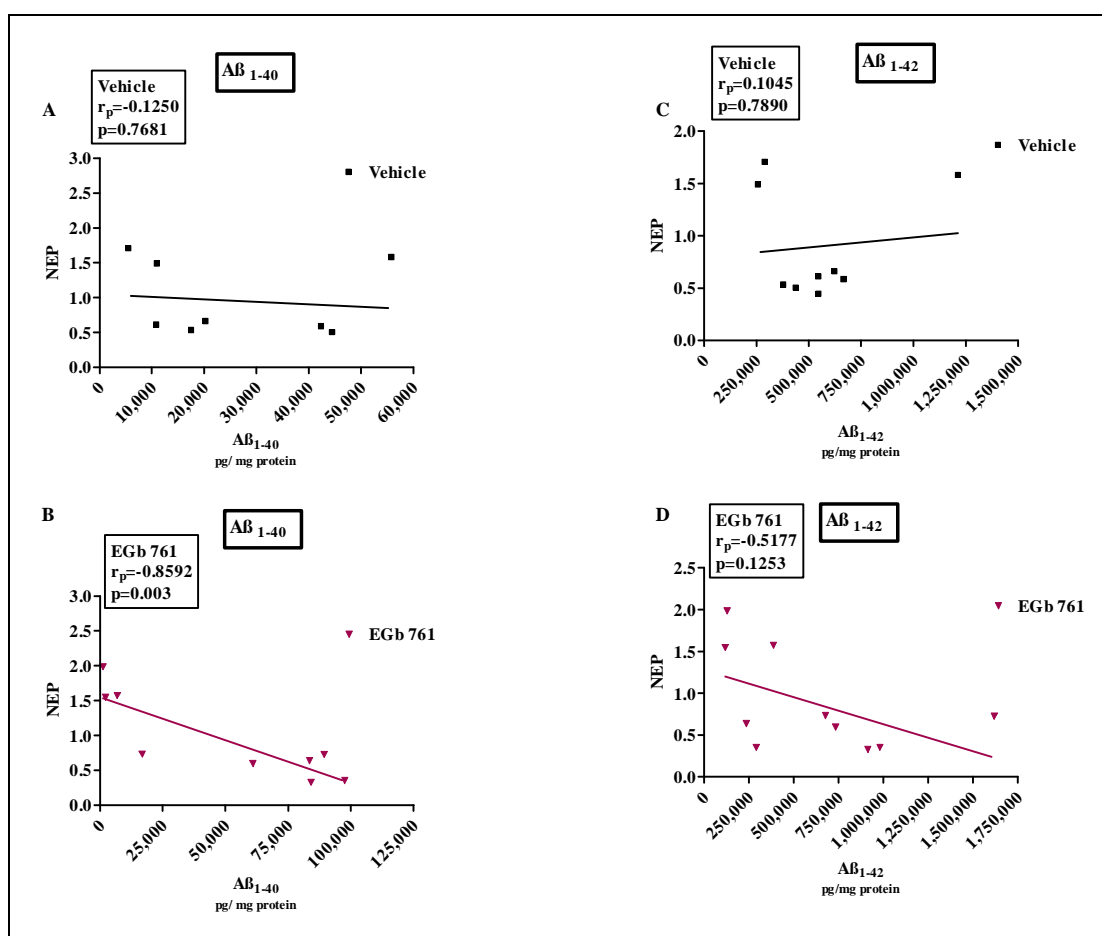 A
Aß 1-40
Vehicle
rp=-0.1250
p=0.7681
Vehicle
3.0
2.5
2.0
1.5
1.0
0.5
0.0
NEP
0
10,000
20,000
30,000
40,000
50,000
60,000
Aß1-40
pg/ mg protein
C
Aß 1-42
Vehicle
rp=0.1045
p=0.7890
Vehicle
2.0
1.5
1.0
0.5
0.0
NEP
0
250,000
500,000
750,000
1,000,000
1,250,000
1,500,000
Aß1-42
pg/mg protein
B
Aß 1-40
EGb 761
rp=-0.8592
p=0.003
EGb 761
3.0
2.5
2.0
1.5
1.0
0.5
0.0
NEP
0
25,000
50,000
75,000
100,000
125,000
Aß1-40
pg/ mg protein
D
Aß 1-42
EGb 761
rp=-0.5177
p=0.1253
EGb 761
2.5
2.0
1.5
1.0
0.5
0.0
NEP
0
250,000
500,000
750,000
1,000,000
1,250,000
1,500,000
1,750,000
Aß1-42
pg/mg protein